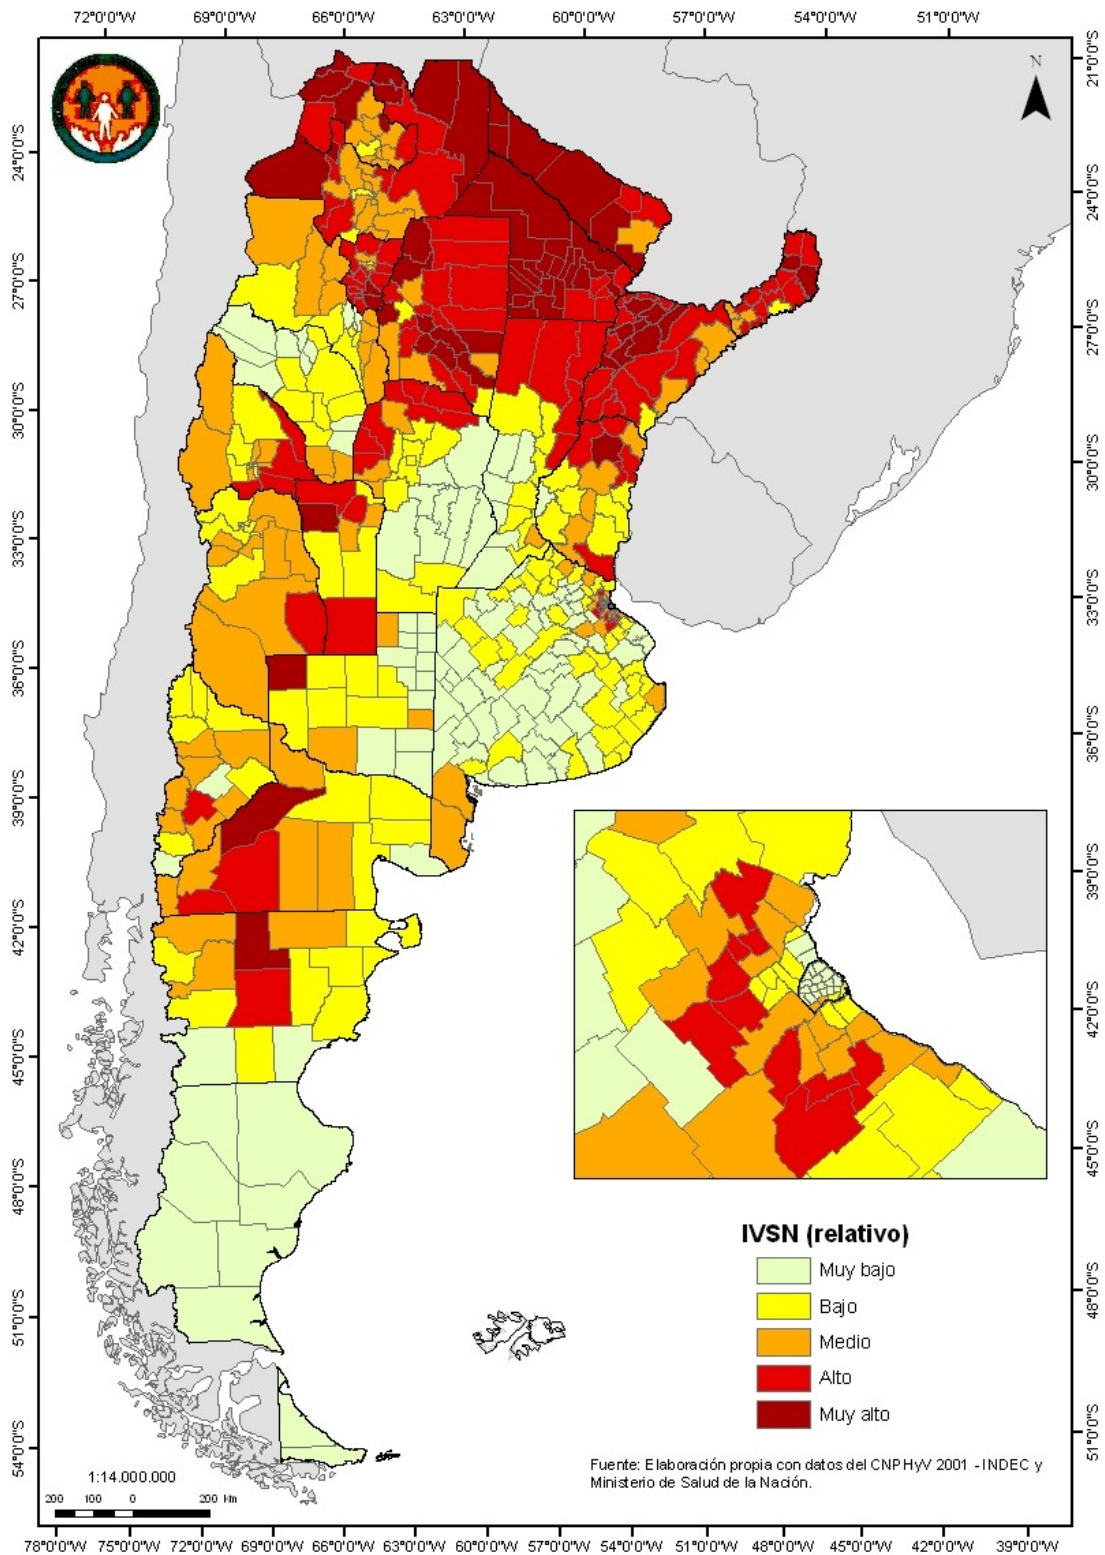 72°0'0"W 69°0'0"W 66°0'0"W 63°0'0"W 60°0'0"W 57°0'0"W 54°0'0"W 51°0'0"W
21°0'0"S
24°0'0"S
27°0'0"S
30°0'0"S
33°0'0"S
36°0'0"S
39°0'0"S
42°0'0"S
45°0'0"S
48°0'0"S
51°0'0"S
54°0'0"S
24°0'0"S
27°0'0"S
30°0'0"S
33°0'0"S
36°0'0"S
39°0'0"S
42°0'0"S
45°0'0"S
48°0'0"S
51°0'0"S
N
IVSN (relativo)
Muy bajo
Bajo
Medio
Alto
Muy alto
Fuente: Elaboración propia con datos del CNPHyV 2001 - INDEC y
Ministerio de Salud de la Nación.
1:14.000.000
200 100 0 200 Km
78°0'0"W 75°0'0"W 72°0'0"W 69°0'0"W 66°0'0"W 63°0'0"W 60°0'0"W 57°0'0"W 54°0'0"W 51°0'0"W 48°0'0"W 45°0'0"W 42°0'0"W 39°0'0"W